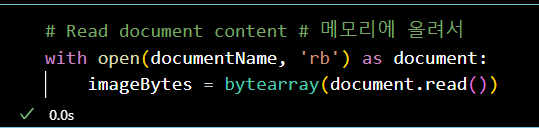 # Read document content # 메모리에 올려서
with open(documentName, 'rb') as document:
    imageBytes = bytearray(document.read())
0.0s